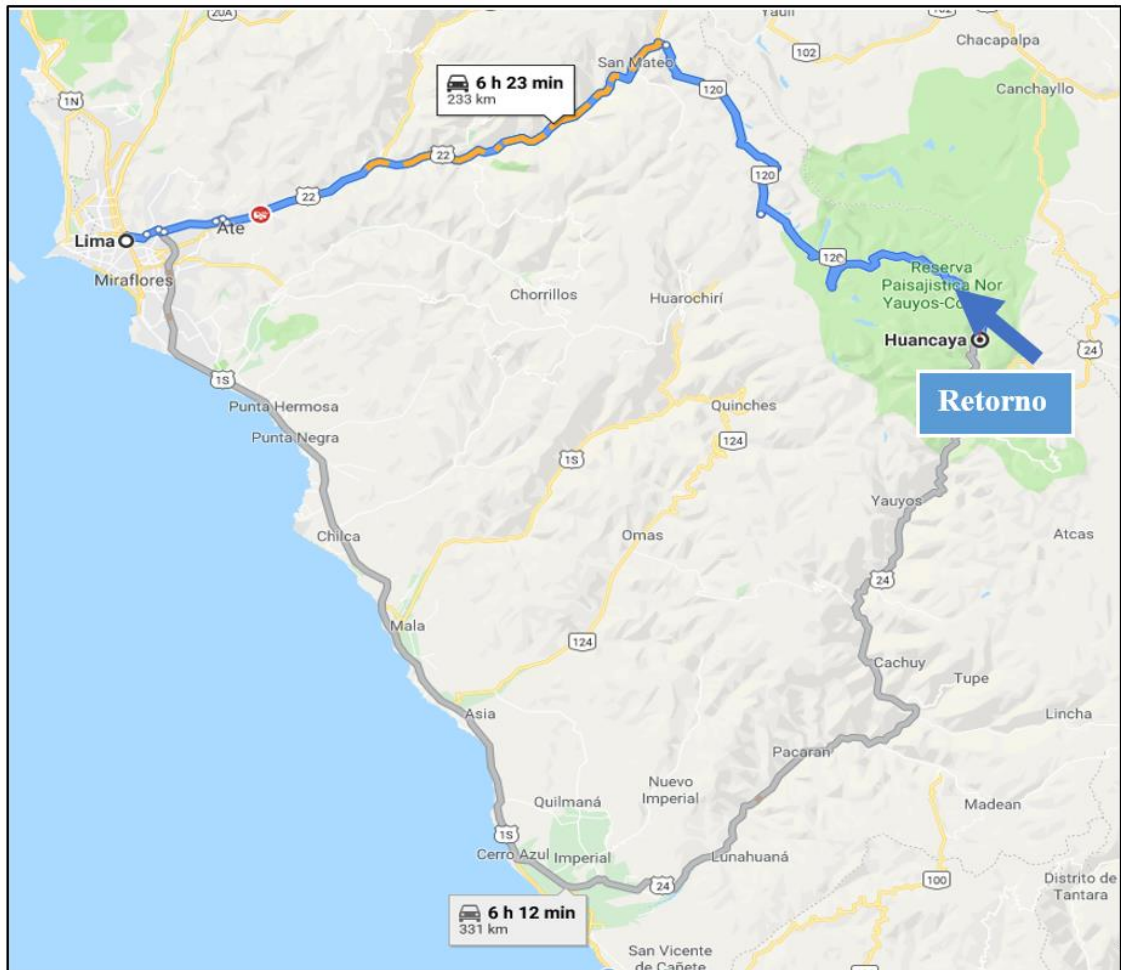 20A
Yauli
102
102
Chacapalpa
San Mateo
6 h 23 min
233 km
1N
120
Canchayllo
22
120
22
Ate
Lima
120
Miraflores
Reserva
Paisajistica Nor
Yauyos-Co
Chorrillos
Huarochirí
Huancaya
24
1S
Retorno
Punta Hermosa
Quinches
Punta Negra
124
1S
Yauyos
Chilca
Omas
Atcas
24
Mala
124
Cachuy
Tupe
Asia
Lincha
Pacaran
Nuevo
Imperial
Quilmaná
Madean
1S
Cerro Azul
Imperial
Lunahuaná
24
100
Distrito de
Tantara
6 h 12 min
331 km
San Vicente
de Cañete